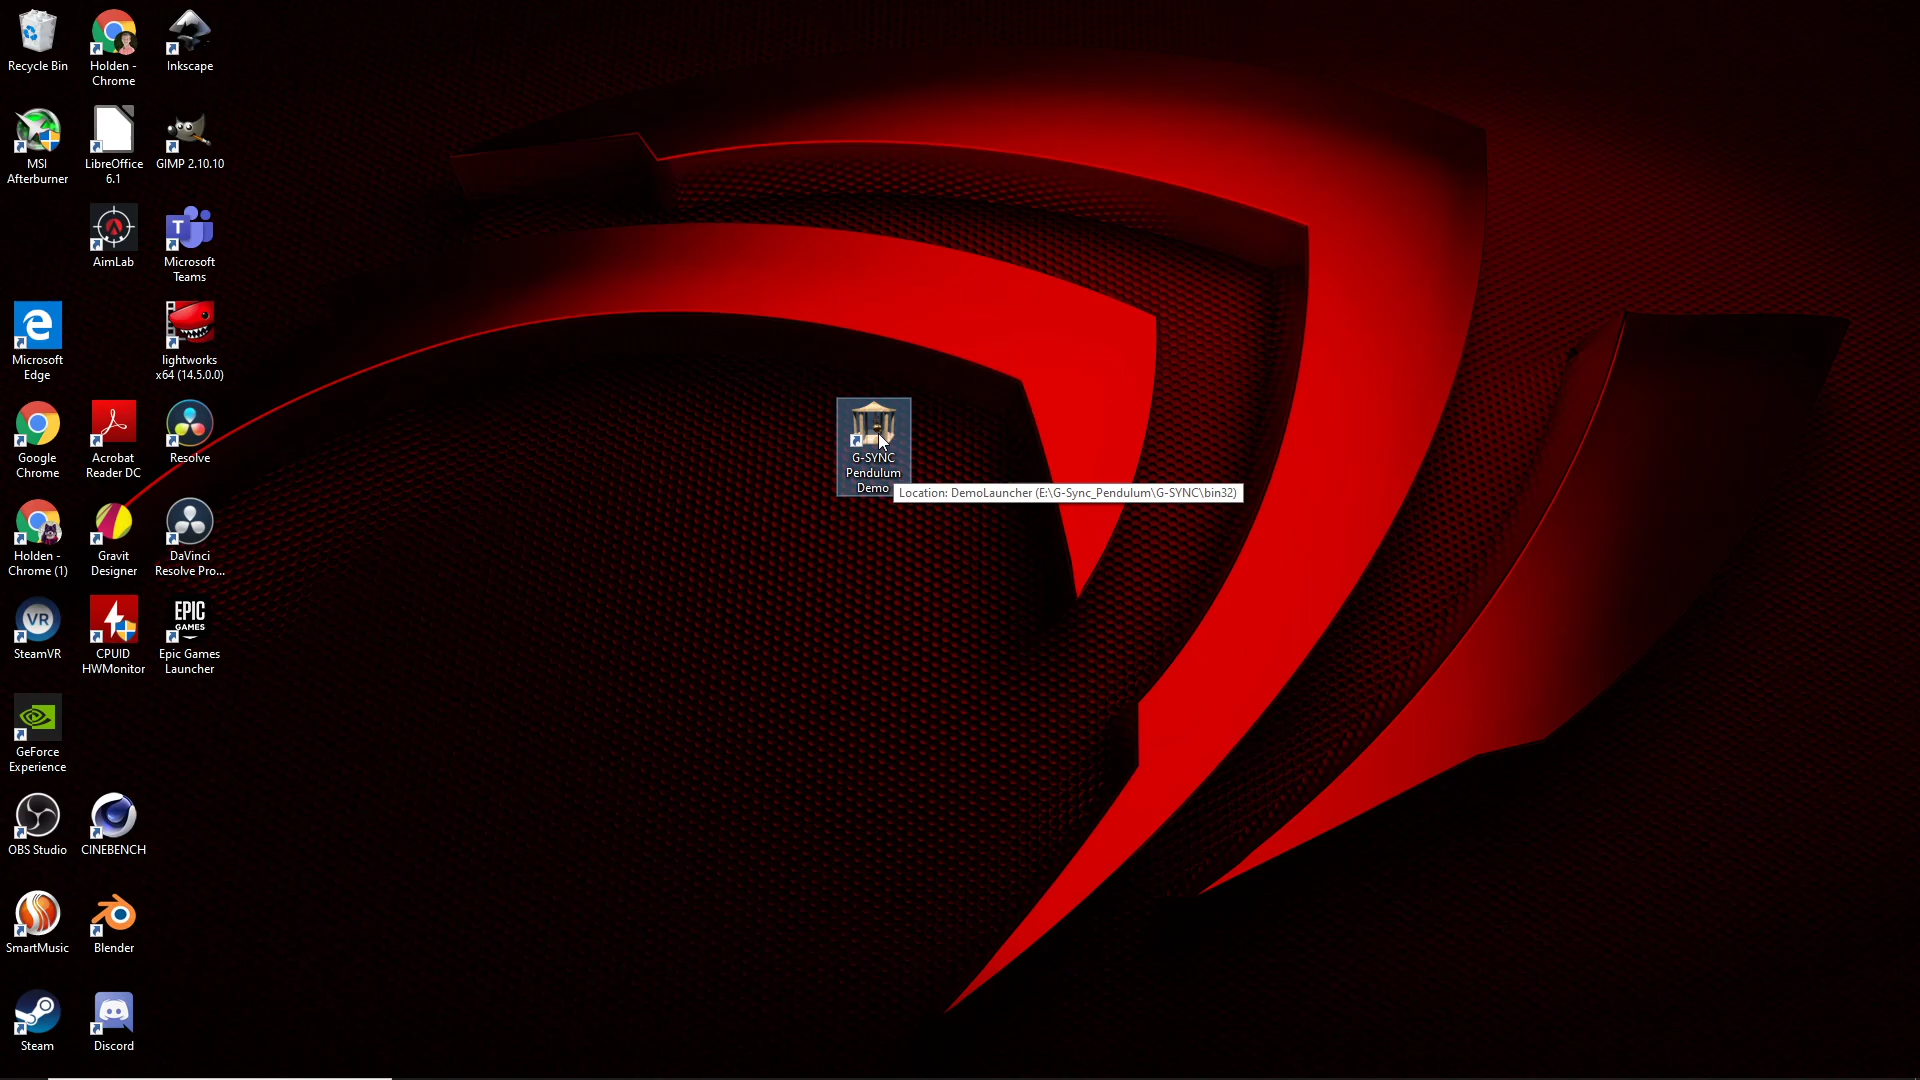 Recycle Bin
Holden -
Chrome
Inkscape
MSI
Afterburner
LibreOffice
6.1
GIMP 2.10.10
AimLab
T
Microsoft
Teams
Microsoft
Edge
lightworks
x64 (14.5.0.0)
Google
Chrome
Acrobat
Reader DC
Resolve
G-SYNC
Pendulum
Demo
Location: DemoLauncher (E:\G-Sync_Pendulum\G-SYNC\bin32)
Holden -
Chrome (1)
Gravit
Designer
DaVinci
Resolve Pro...
VR
SteamVR
CPUID
HWMonitor
EPIC
GAMES
Epic Games
Launcher
GeForce
Experience
OBS Studio
CINEBENCH
SmartMusic
Blender
Steam
Discord